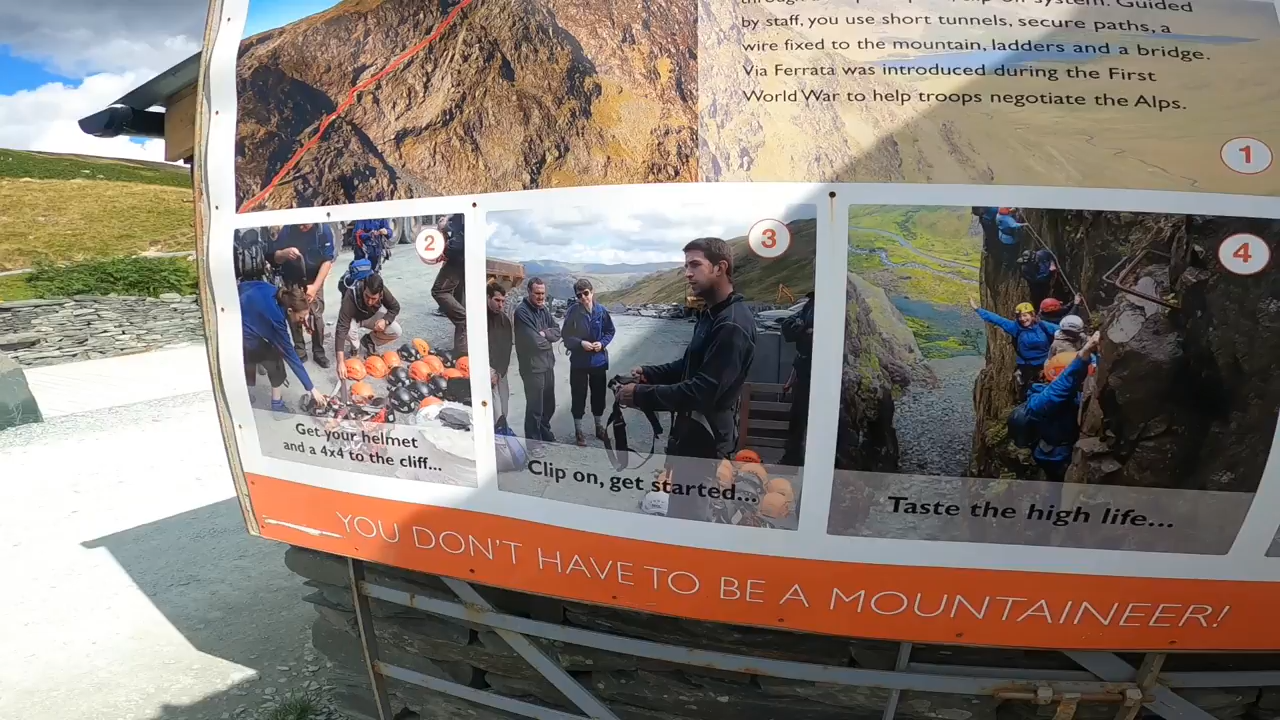 by staff, you use short tunnels, secure paths, a
wire fixed to the mountain, ladders and a bridge.
Via Ferrata was introduced during the First
World War to help troops negotiate the Alps.
1
2
3
4
Get your helmet
and a 4x4 to the cliff...
Clip on, get started...
Taste the high life...
YOU DON'T HAVE TO BE A MOUNTAINEER!